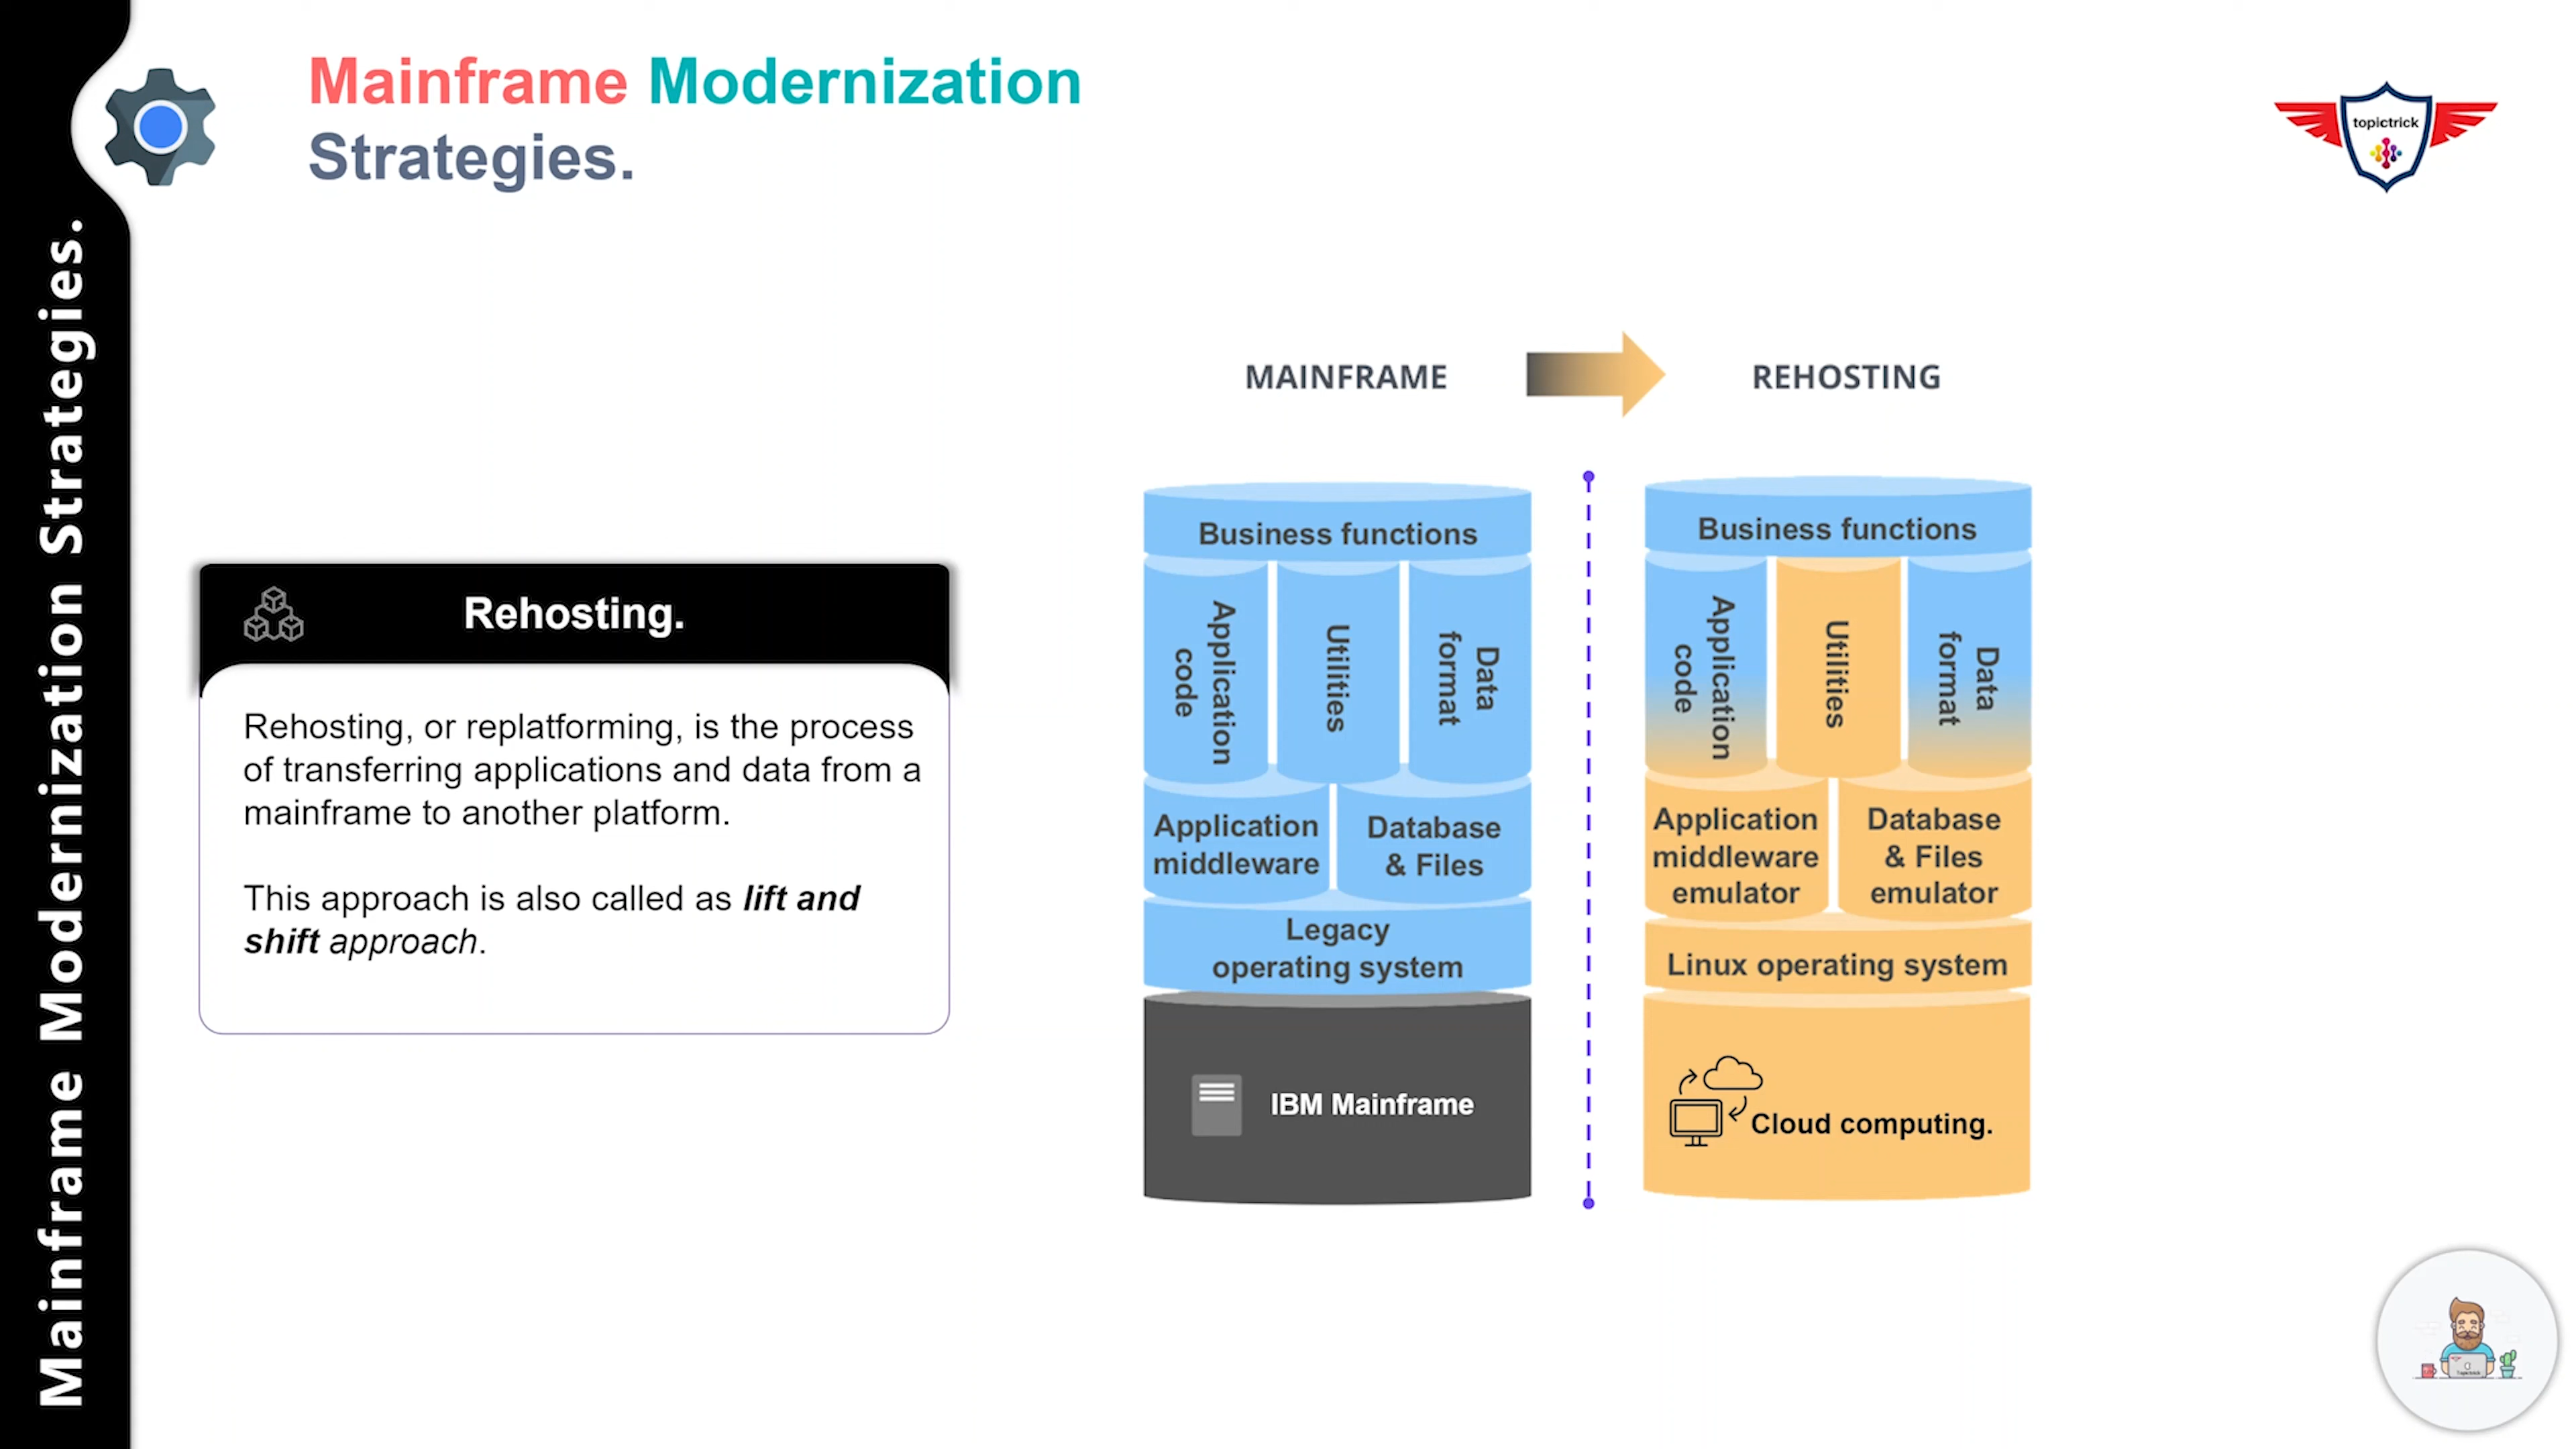 Mainframe Modernization Strategies.
Mainframe Modernization
Strategies.
topictrick
Rehosting.
Rehosting, or replatforming, is the process
of transferring applications and data from a
mainframe to another platform.
This approach is also called as lift and
shift approach.
MAINFRAME
REHOSTING
Business functions
Application
code
Utilities
Data
format
Application
middleware
Database
& Files
Legacy
operating system
IBM Mainframe
Business functions
Application
code
Utilities
Data
format
Application
middleware
emulator
Database
& Files
emulator
Linux operating system
Cloud computing.